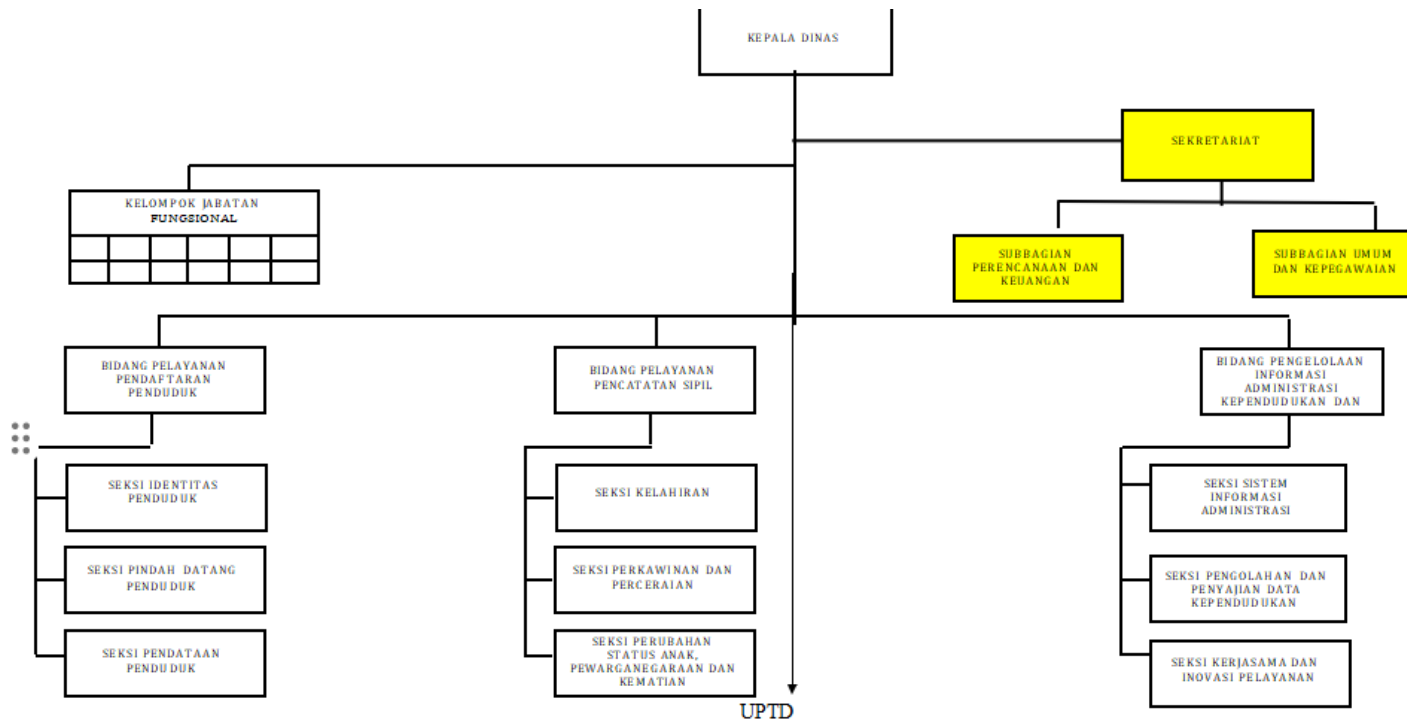 KEPALA DINAS
SEKRETARIAT
KELOMPOK JABATAN
FUNGSIONAL
SUBBAGIAN
PERENCANAAN DAN
KEUANGAN
SUBBAGIAN UMUM
DAN KEPEGAWAIAN
BIDANG PELAYANAN
PENDAFTARAN
PENDUDUK
BIDANG PELAYANAN
PENCATATAN SIPIL
BIDANG PENGELOLAAN
INFORMASI
ADMINISTRASI
KEPENDUDUKAN DAN
SEKSI IDENTITAS
PENDUDUK
SEKSI PINDAH DATANG
PENDUDUK
SEKSI PENDATAAN
PENDUDUK
SEKSI KELAHIRAN
SEKSI PERKAWINAN DAN
PERCERAIAN
SEKSI PERUBAHAN
STATUS ANAK,
PEWARGANEGARAAN DAN
KEMATIAN
SEKSI SISTEM
INFORMASI
ADMINISTRASI
SEKSI PENGOLAHAN DAN
PENYAJIAN DATA
KEPENDUDUKAN
SEKSI KERJASAMA DAN
INOVASI PELAYANAN
UPTD